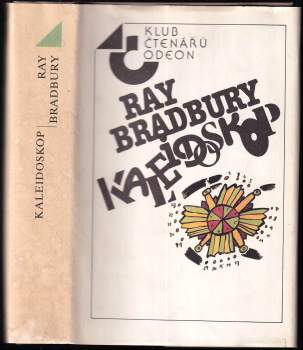 KALEIDOSKOP
RAY
BRADBURY
KLUB
ČTENÁŘŮ
ODEON
RAY
BRADBURY
KALEIDOSKOP